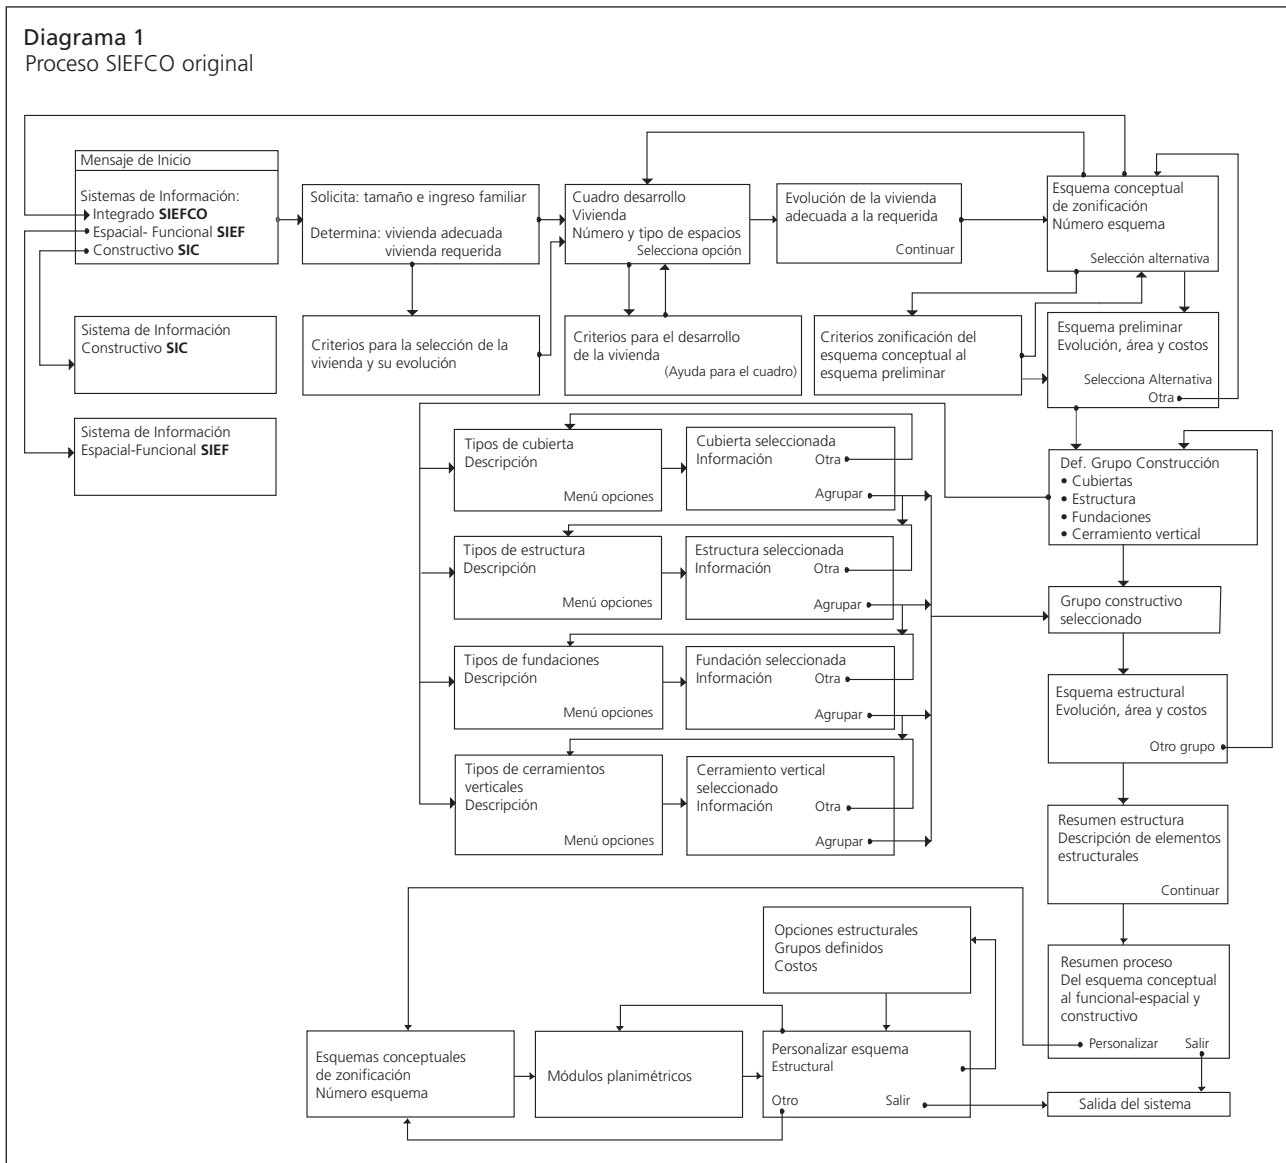 Diagrama 1
Proceso SIEFCO original
Mensaje de Inicio
Sistemas de Información:
Integrado SIEFCO
Espacial- Funcional SIEF
Constructivo SIC
Solicita: tamaño e ingreso familiar
Determina: vivienda adecuada
vivienda requerida
Cuadro desarrollo
Vivienda
Número y tipo de espacios
Selecciona opción
Evolución de la vivienda
adecuada a la requerida
Continuar
Esquema conceptual
de zonificación
Número esquema
Selección alternativa
Sistema de Información
Constructivo SIC
Criterios para la selección de la
vivienda y su evolución
Criterios para el desarrollo
de la vivienda
(Ayuda para el cuadro)
Criterios zonificación del
esquema conceptual al
esquema preliminar
Esquema preliminar
Evolución, área y costos
Selecciona Alternativa
Otra
Sistema de Información
Espacial-Funcional SIEF
Tipos de cubierta
Descripción
Menú opciones
Cubierta seleccionada
Información Otra
Agrupar
Def. Grupo Construcción
• Cubiertas
• Estructura
• Fundaciones
• Cerramiento vertical
Tipos de estructura
Descripción
Menú opciones
Estructura seleccionada
Información Otra
Agrupar
Grupo constructivo
seleccionado
Tipos de fundaciones
Descripción
Menú opciones
Fundación seleccionada
Información Otra
Agrupar
Esquema estructural
Evolución, área y costos
Otro grupo
Tipos de cerramientos
verticales
Descripción
Menú opciones
Cerramiento vertical
seleccionado
Información Otra
Agrupar
Resumen estructura
Descripción de elementos
estructurales
Continuar
Opciones estructurales
Grupos definidos
Costos
Resumen proceso
Del esquema conceptual
al funcional-espacial y
constructivo
Personalizar Salir
Esquemas conceptuales
de zonificación
Número esquema
Módulos planimétricos
Personalizar esquema
Estructural
Otro Salir
Salida del sistema